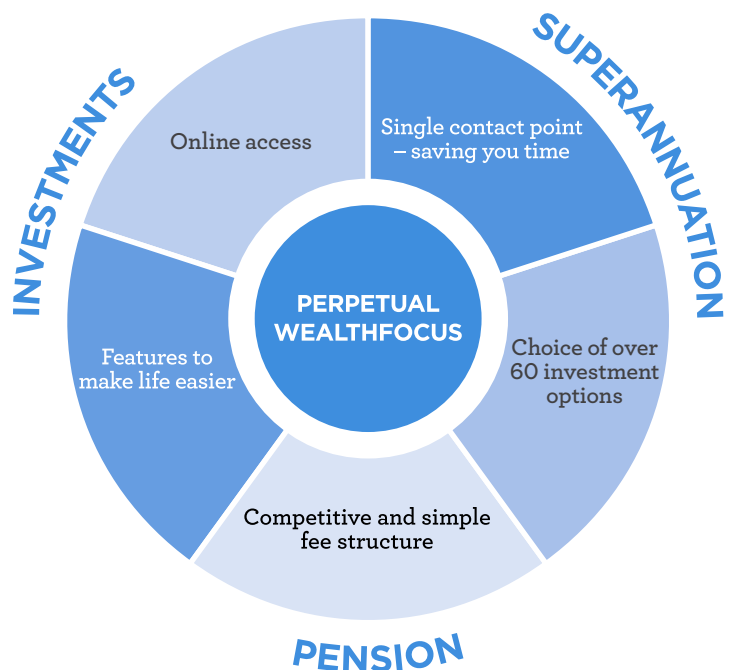 INVESTMENTS
SUPERANNUATION
Online access
Single contact point
– saving you time
PERPETUAL
WEALTHFOCUS
Features to
make life easier
Choice of over
60 investment
options
Competitive and simple
fee structure
PENSION